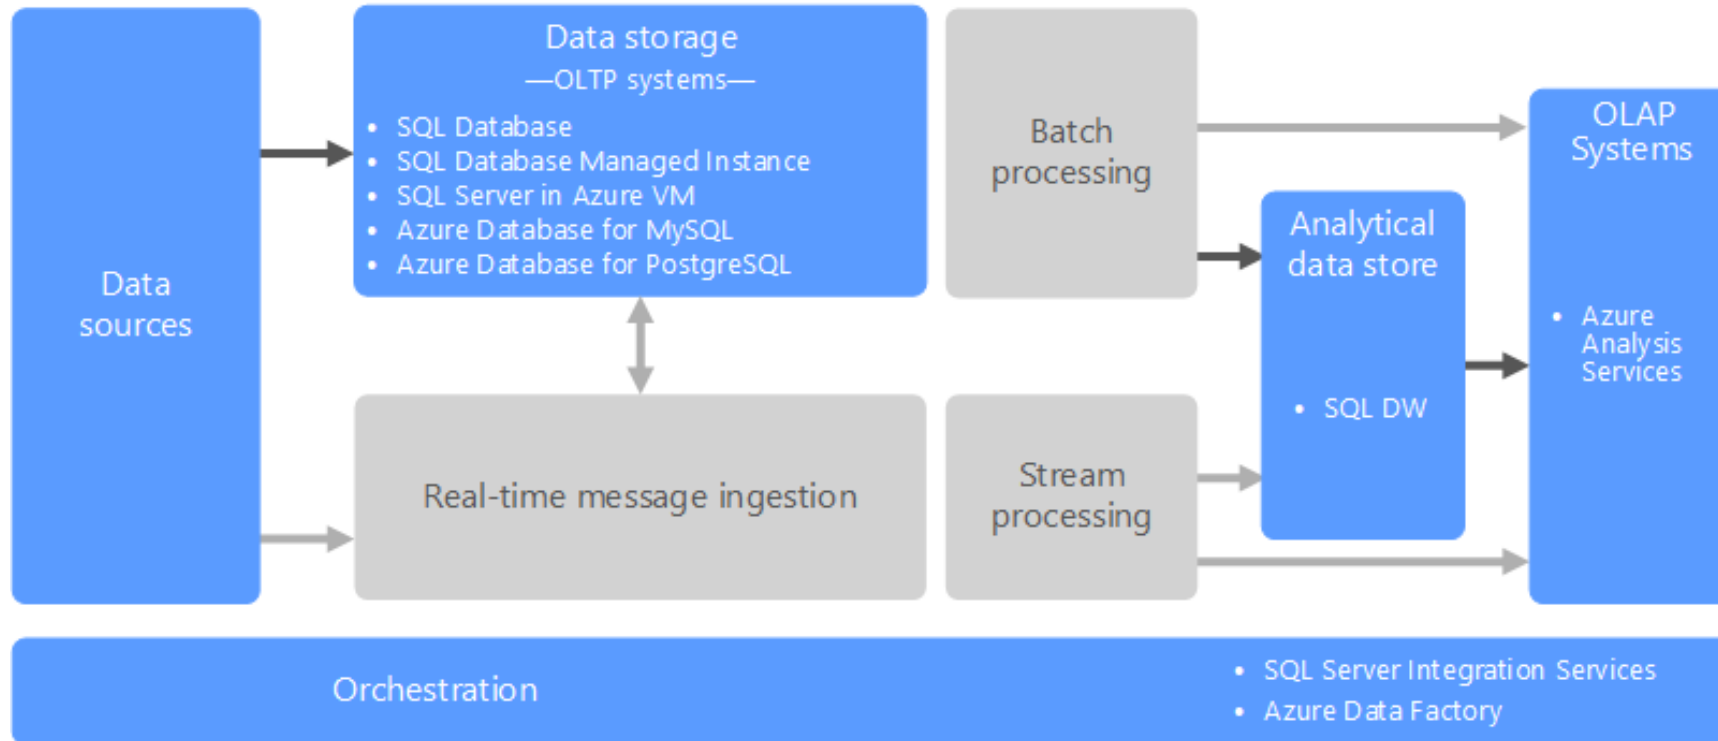 Data
sources
Data storage
—OLTP systems—
• SQL Database
• SQL Database Managed Instance
• SQL Server in Azure VM
• Azure Database for MySQL
• Azure Database for PostgreSQL
Real-time message ingestion
Batch
processing
Stream
processing
Analytical
data store
• SQL DW
OLAP
Systems
• Azure
Analysis
Services
Orchestration
• SQL Server Integration Services
• Azure Data Factory